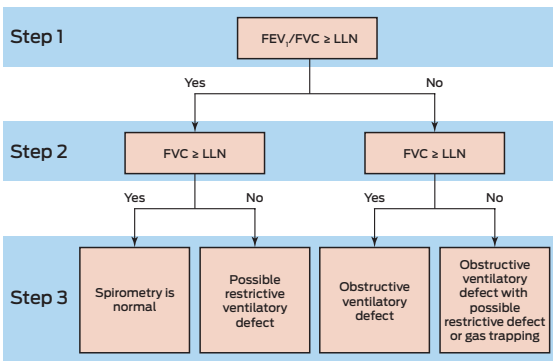 Step 1
FEV₁/FVC ≥ LLN
Yes
No
Step 2
FVC ≥ LLN
FVC ≥ LLN
Yes
No
Yes
No
Step 3
Spirometry is
normal
Possible
restrictive
ventilatory
defect
Obstructive
ventilatory
defect
Obstructive
ventilatory
defect with
possible
restrictive defect
or gas trapping